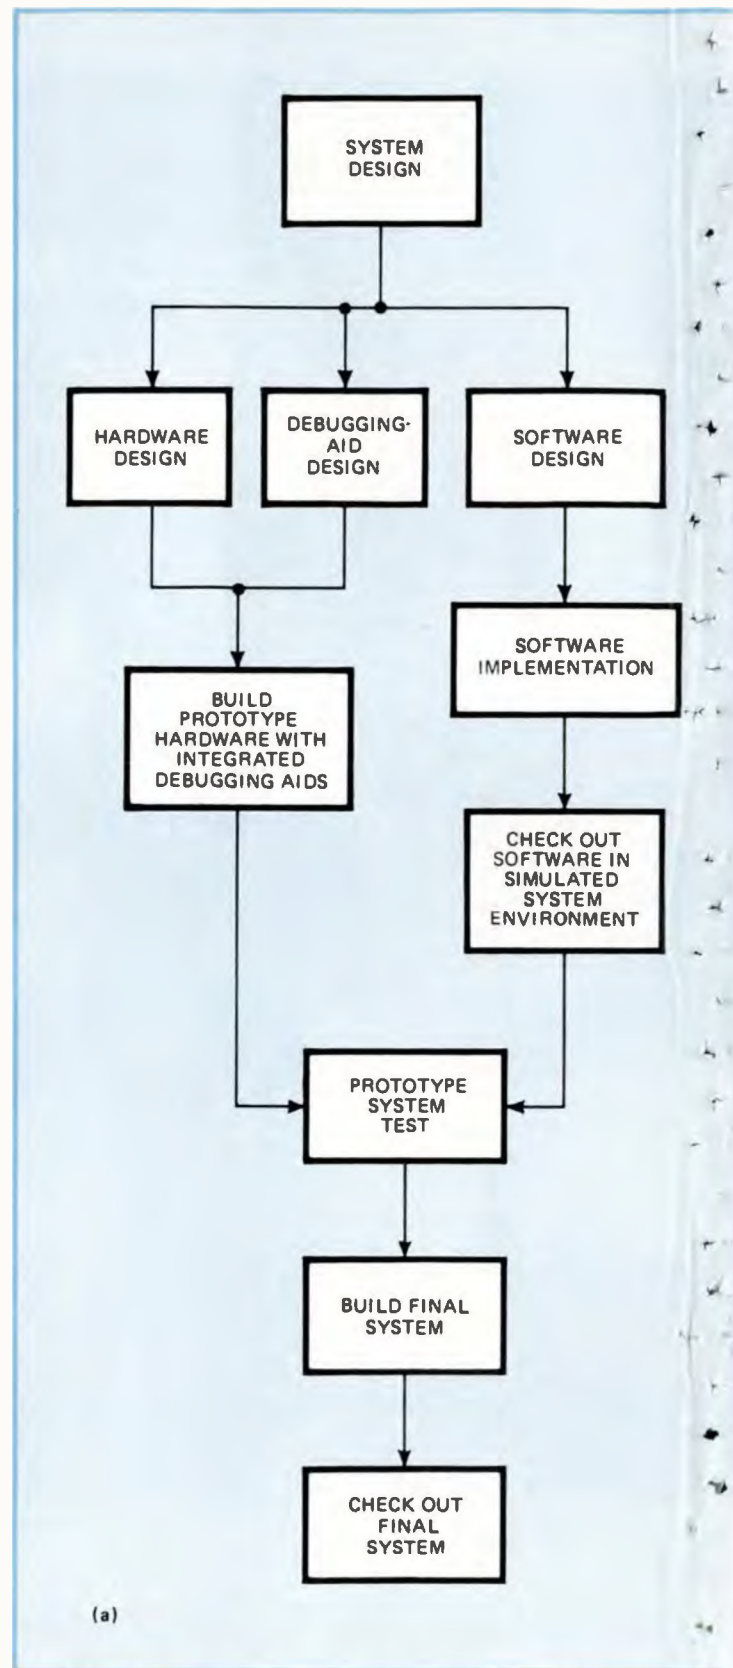 SYSTEM
DESIGN
HARDWARE
DESIGN
DEBUGGING-
AID
DESIGN
SOFTWARE
DESIGN
SOFTWARE
IMPLEMENTATION
BUILD
PROTOTYPE
HARDWARE WITH
INTEGRATED
DEBUGGING AIDS
CHECK OUT
SOFTWARE IN
SIMULATED
SYSTEM
ENVIRONMENT
PROTOTYPE
SYSTEM
TEST
BUILD FINAL
SYSTEM
CHECK OUT
FINAL
SYSTEM
(a)